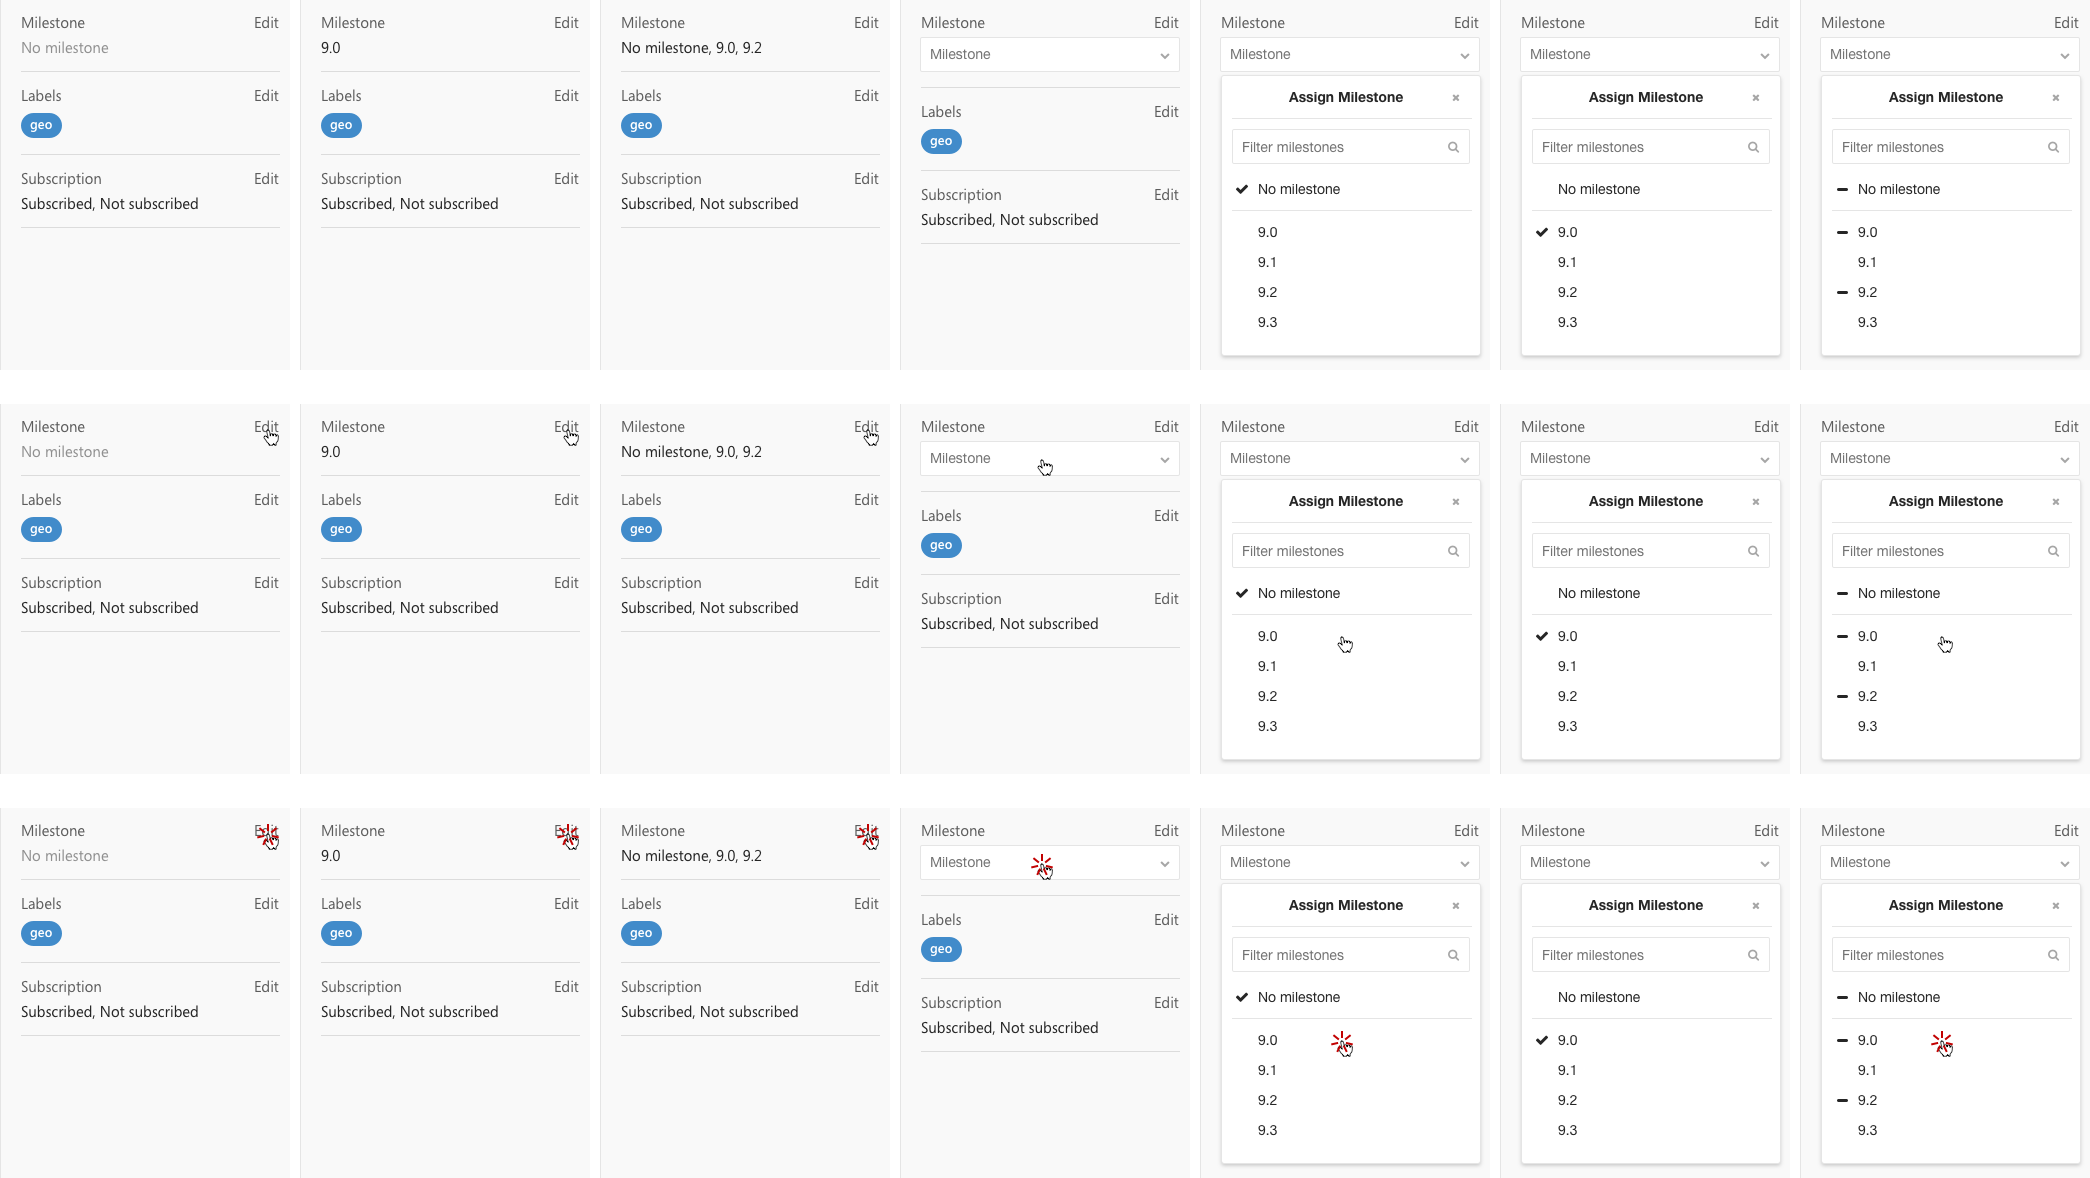 Milestone Edit
No milestone
Labels Edit
geo
Subscription Edit
Subscribed, Not subscribed
Milestone Edit
9.0
Labels Edit
geo
Subscription Edit
Subscribed, Not subscribed
Milestone Edit
No milestone, 9.0, 9.2
Labels Edit
geo
Subscription Edit
Subscribed, Not subscribed
Milestone Edit
Milestone
Labels Edit
geo
Subscription Edit
Subscribed, Not subscribed
Milestone Edit
Milestone
Assign Milestone
Filter milestones
No milestone
9.0
9.1
9.2
9.3
Milestone Edit
Milestone
Assign Milestone
Filter milestones
No milestone
9.0
9.1
9.2
9.3
Milestone Edit
Milestone
Assign Milestone
Filter milestones
No milestone
9.0
9.1
9.2
9.3
Milestone Edit
No milestone
Labels Edit
geo
Subscription Edit
Subscribed, Not subscribed
Milestone Edit
9.0
Labels Edit
geo
Subscription Edit
Subscribed, Not subscribed
Milestone Edit
No milestone, 9.0, 9.2
Labels Edit
geo
Subscription Edit
Subscribed, Not subscribed
Milestone Edit
Milestone
Labels Edit
geo
Subscription Edit
Subscribed, Not subscribed
Milestone Edit
Milestone
Assign Milestone
Filter milestones
No milestone
9.0
9.1
9.2
9.3
Milestone Edit
Milestone
Assign Milestone
Filter milestones
No milestone
9.0
9.1
9.2
9.3
Milestone Edit
Milestone
Assign Milestone
Filter milestones
No milestone
9.0
9.1
9.2
9.3
Milestone Edit
No milestone
Labels Edit
geo
Subscription Edit
Subscribed, Not subscribed
Milestone Edit
9.0
Labels Edit
geo
Subscription Edit
Subscribed, Not subscribed
Milestone Edit
No milestone, 9.0, 9.2
Labels Edit
geo
Subscription Edit
Subscribed, Not subscribed
Milestone Edit
Milestone
Labels Edit
geo
Subscription Edit
Subscribed, Not subscribed
Milestone Edit
Milestone
Assign Milestone
Filter milestones
No milestone
9.0
9.1
9.2
9.3
Milestone Edit
Milestone
Assign Milestone
Filter milestones
No milestone
9.0
9.1
9.2
9.3
Milestone Edit
Milestone
Assign Milestone
Filter milestones
No milestone
9.0
9.1
9.2
9.3